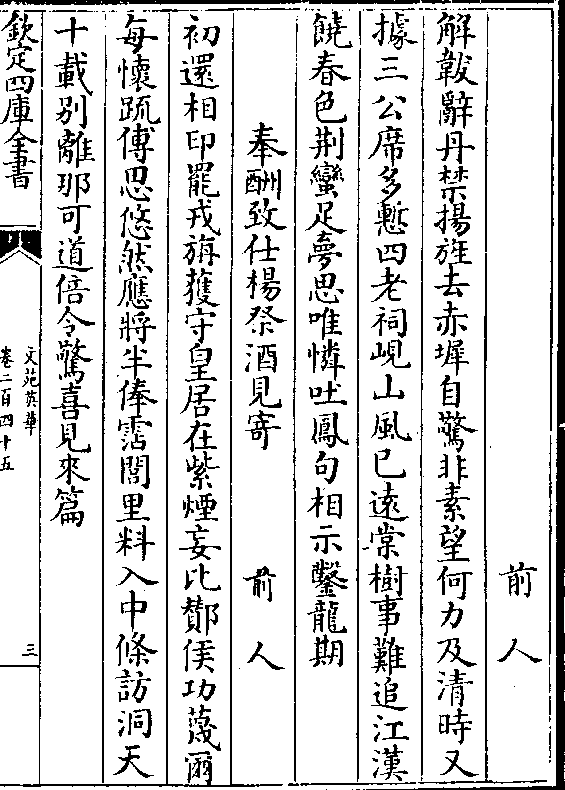 前人
解韍辭丹禁揚旌去赤墀自驚非素望何力及清時又
據三公席多慙四老祠峴山風已遠棠樹事難追江漢
饒春色荆蠻足夢思唯憐吐鳳句相示鑿龍期
奉酬致仕楊祭酒見寄　前人
初還相印罷戎旃獲守皇居在紫煙妄比酇侯功蔑爾
每懷疏傅思悠然應將半俸霑閭里料入中條訪洞天
十載别離那可道倍令驚喜見來篇
欽定四庫全書
文苑英華
卷二百四十五
三